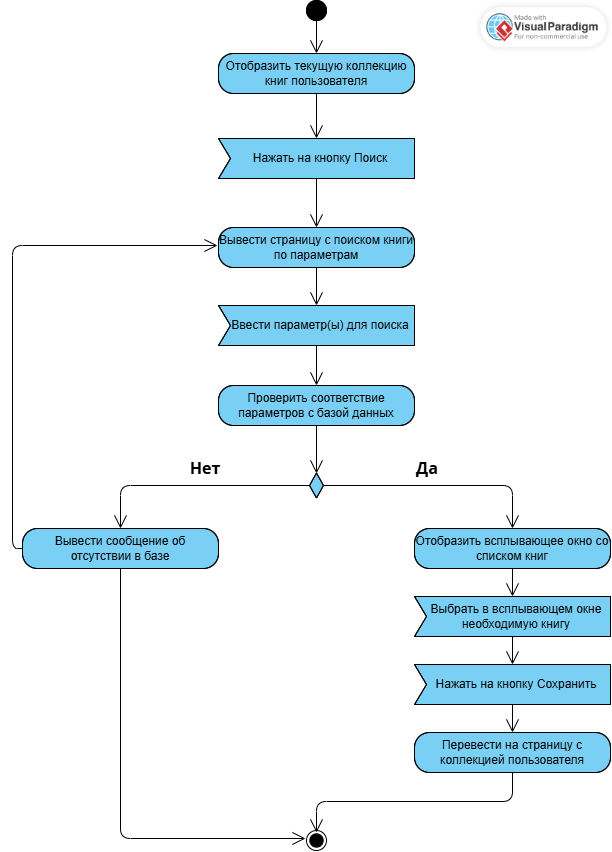 Made with
Visual Paradigm
For non-commercial use
Отобразить текущую коллекцию
книг пользователя
Нажать на кнопку Поиск
Вывести страницу с поиском книги
по параметрам
Ввести параметр(ы) для поиска
Проверить соответствие
параметров с базой данных
Нет
Да
Вывести сообщение об
отсутствии в базе
Отобразить всплывающее окно со
списком книг
Выбрать в всплывающем окне
необходимую книгу
Нажать на кнопку Сохранить
Перевести на страницу с
коллекцией пользователя